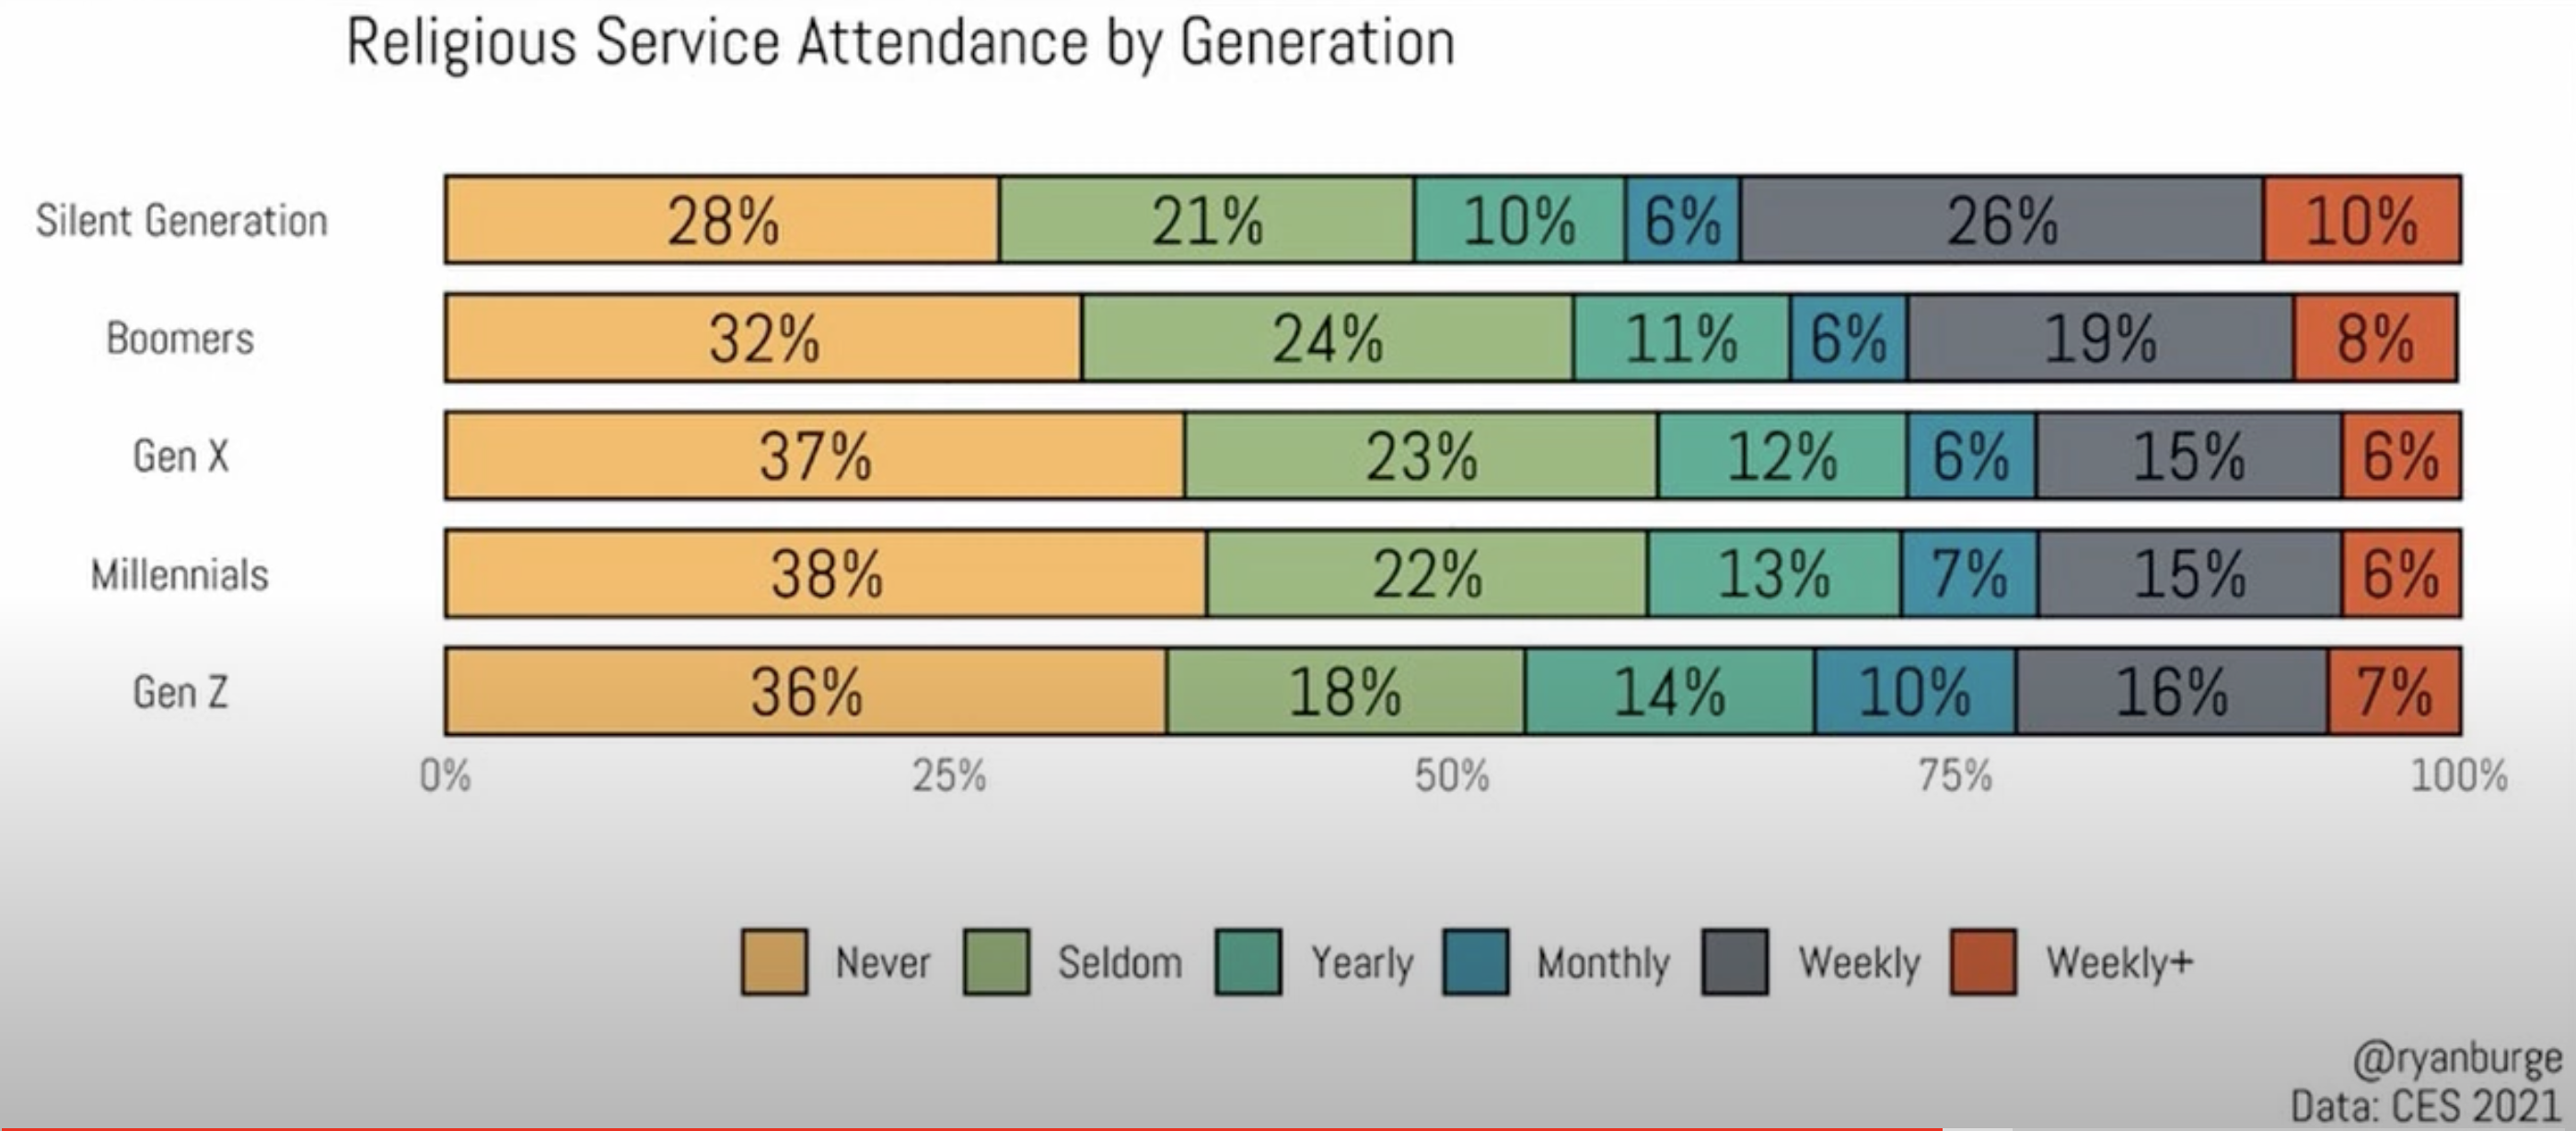 Religious Service Attendance by Generation
Silent Generation 28% 21% 10% 6% 26% 10%
Boomers 32% 24% 11% 6% 19% 8%
Gen X 37% 23% 12% 6% 15% 6%
Millennials 38% 22% 13% 7% 15% 6%
Gen Z 36% 18% 14% 10% 16% 7%
0% 25% 50% 75% 100%
Never Seldom Yearly Monthly Weekly Weekly+
@ryanburge
Data: CES 2021